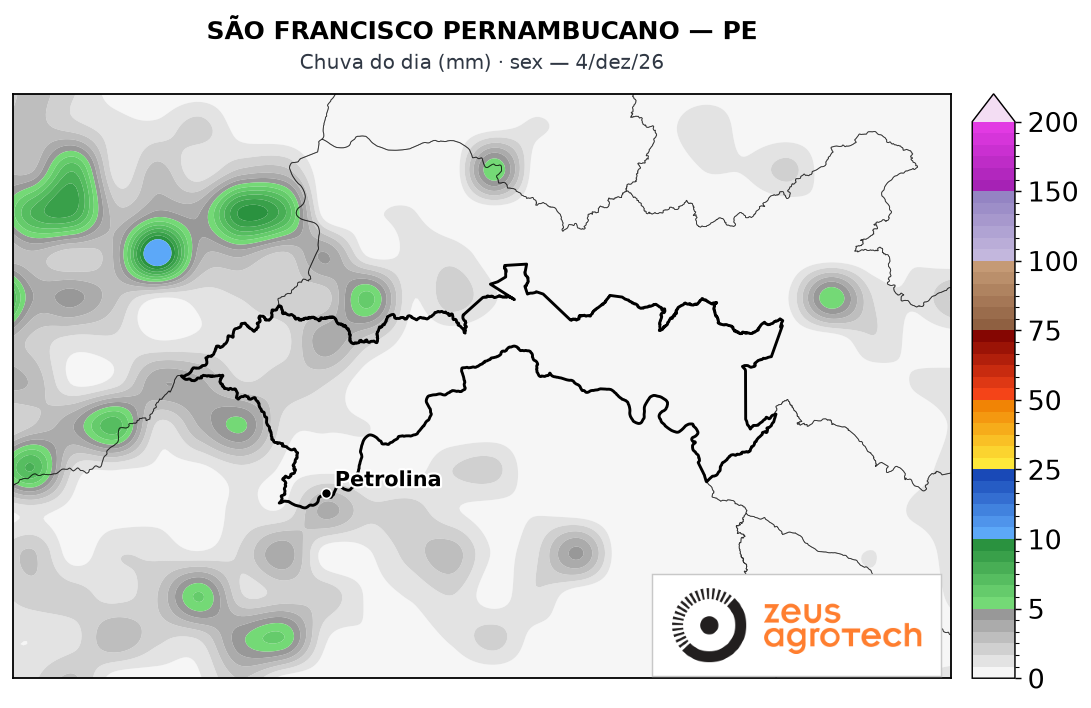 SÃO FRANCISCO PERNAMBUCANO — PE
Chuva do dia (mm) · sex — 4/dez/26
200
150
100
75
50
25
10
5
0
Petrolina
zeus
agroTech